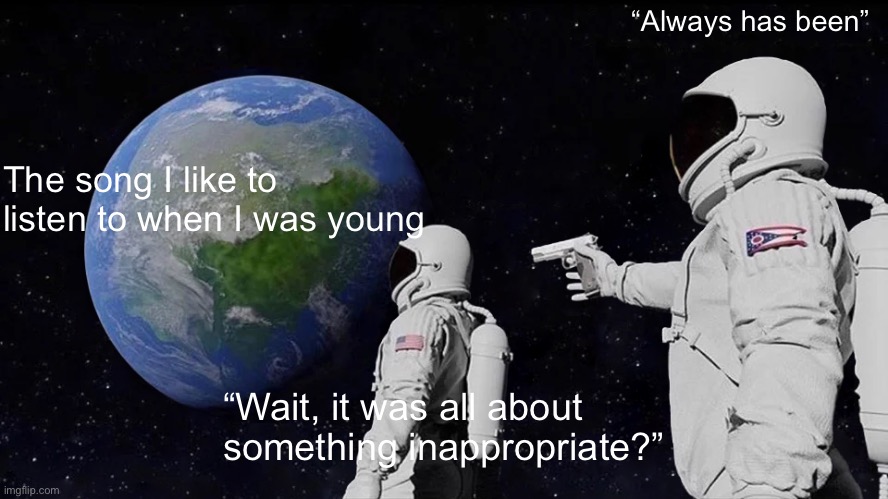 “Always has been”
The song I like to
listen to when I was young
“Wait, it was all about
something inappropriate?”
imgflip.com